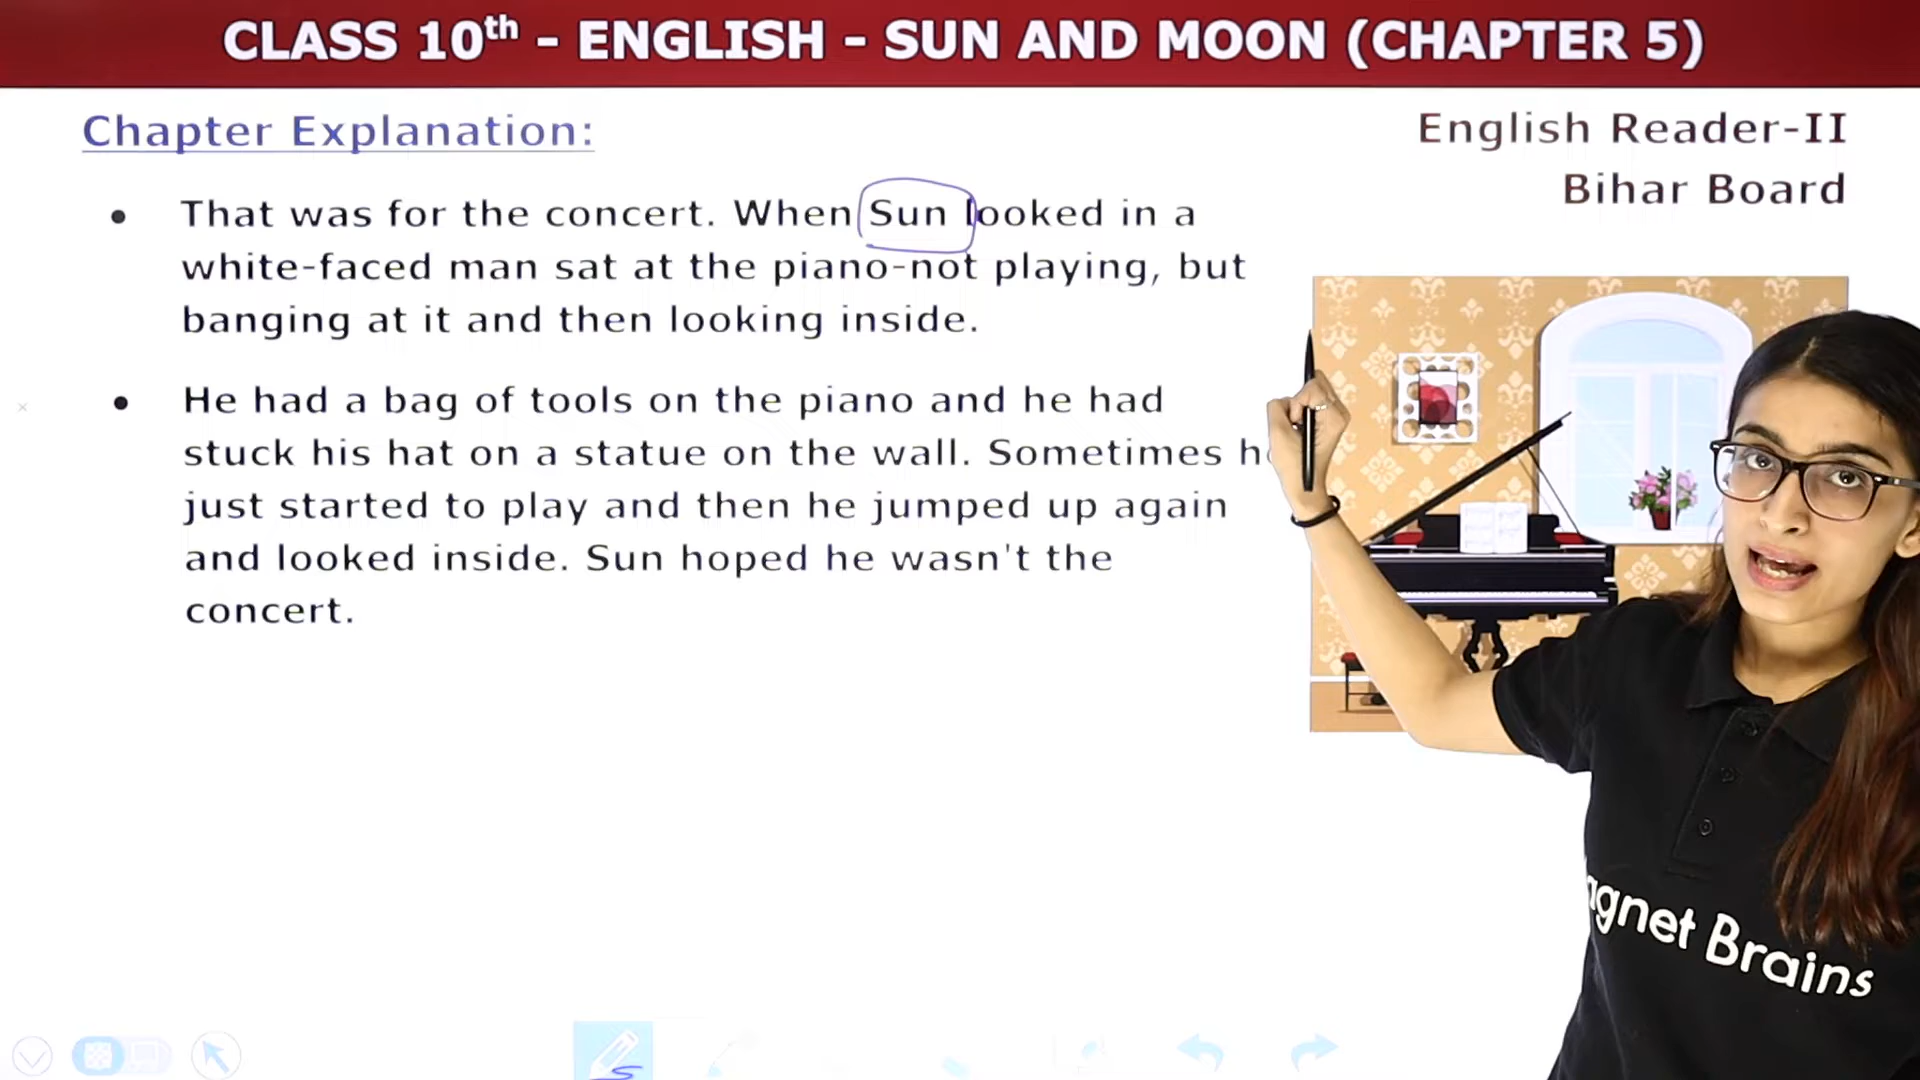 CLASS 10th - ENGLISH - SUN AND MOON (CHAPTER 5)
Chapter Explanation:
English Reader-II
Bihar Board
• That was for the concert. When Sun looked in a
white-faced man sat at the piano-not playing, but
banging at it and then looking inside.
• He had a bag of tools on the piano and he had
stuck his hat on a statue on the wall. Sometimes
just started to play and then he jumped up again
and looked inside. Sun hoped he wasn't the
concert.
Brains